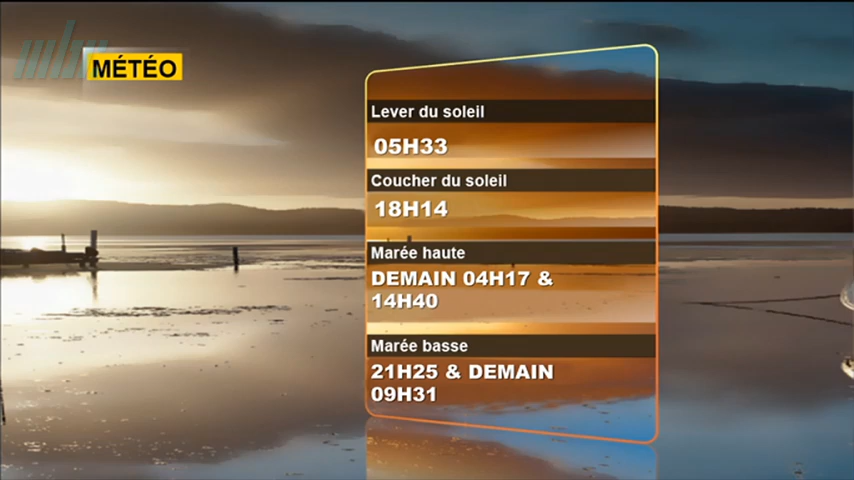 mbc
MÉTÉO
Lever du soleil
05H33
Coucher du soleil
18H14
Marée haute
DEMAIN 04H17 &
14H40
Marée basse
21H25 & DEMAIN
09H31